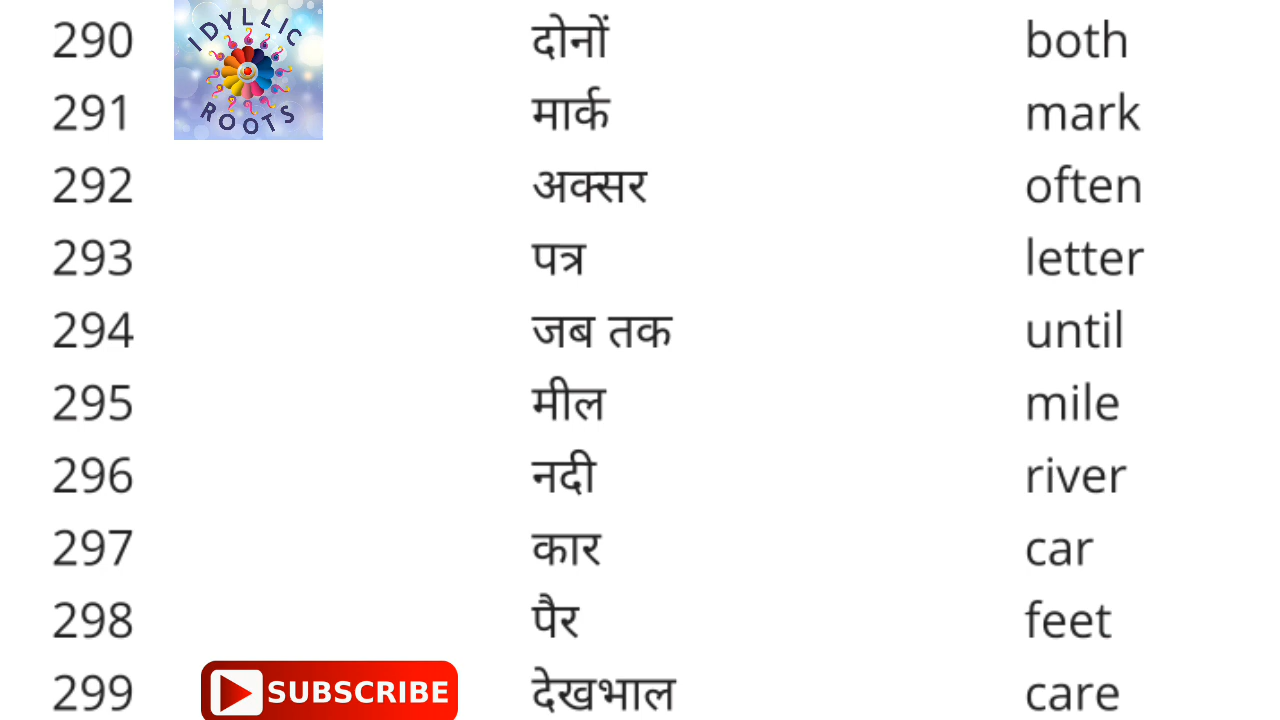 290 दोनों both
IDYLLIC
ROOTS
291 मार्क mark
292 अक्सर often
293 पत्र letter
294 जब तक until
295 मील mile
296 नदी river
297 कार car
298 पैर feet
299 देखभाल care
SUBSCRIBE